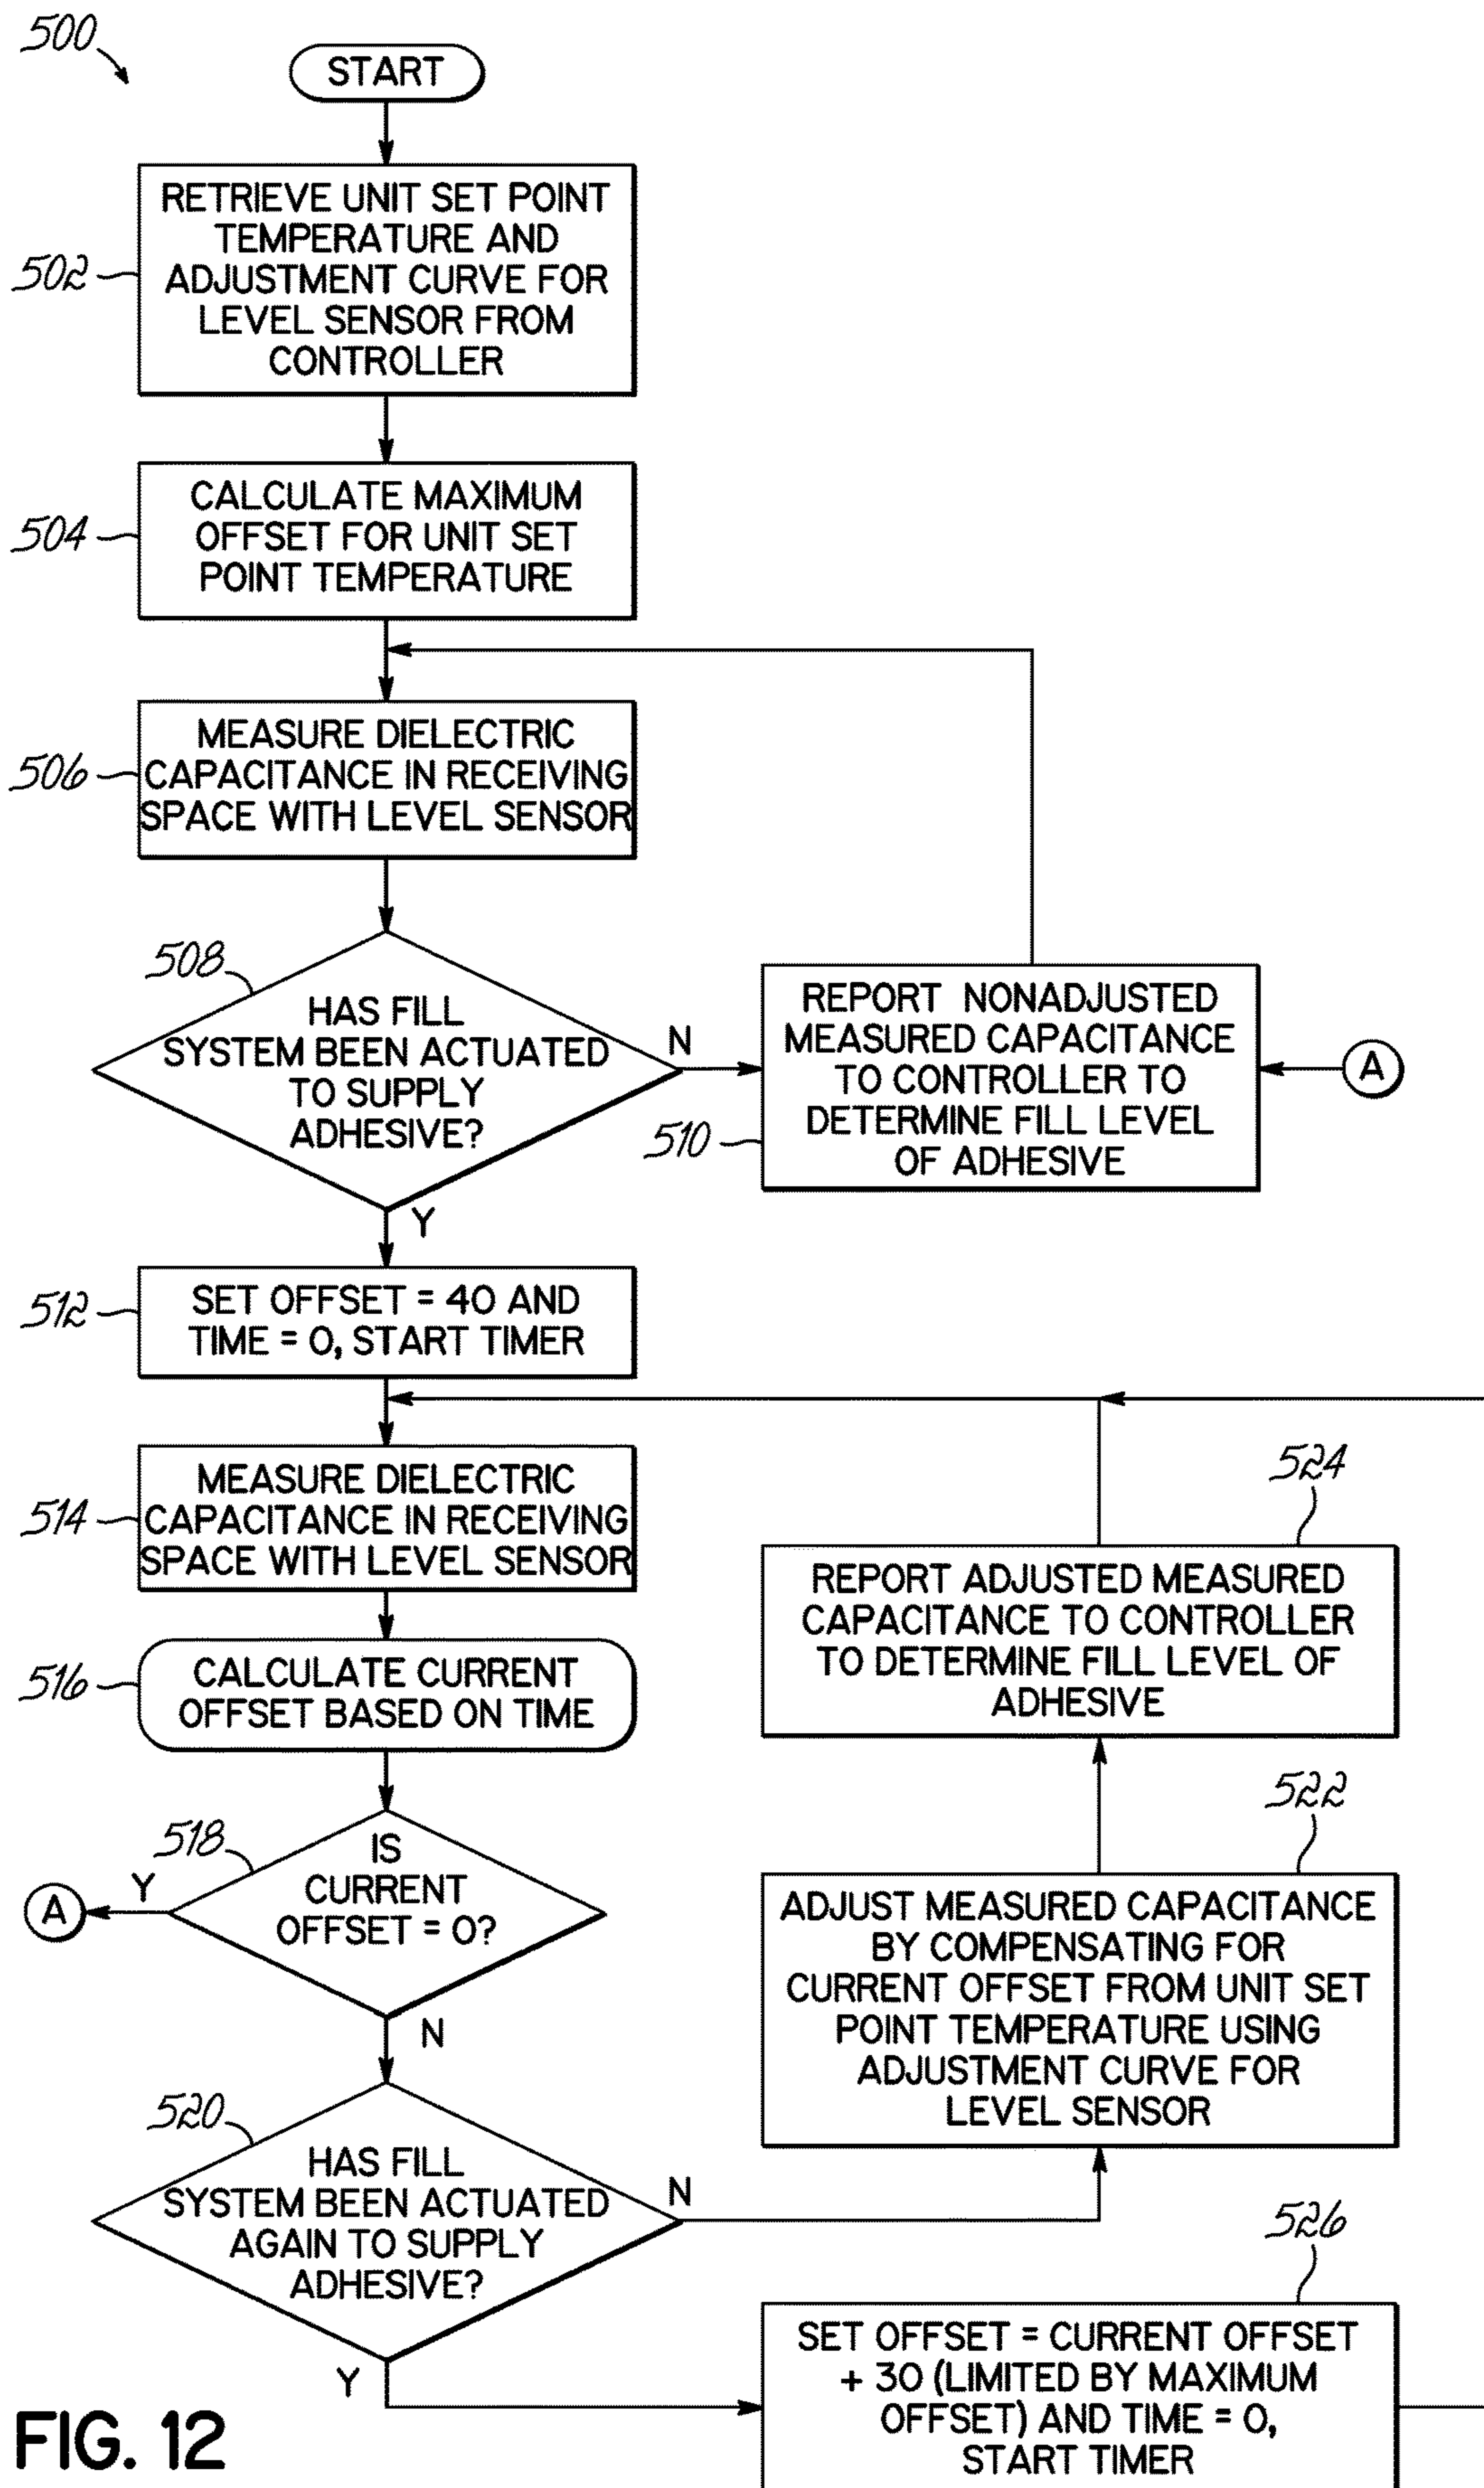 500
START
502
RETRIEVE UNIT SET POINT
TEMPERATURE AND
ADJUSTMENT CURVE FOR
LEVEL SENSOR FROM
CONTROLLER
504
CALCULATE MAXIMUM
OFFSET FOR UNIT SET
POINT TEMPERATURE
506
MEASURE DIELECTRIC
CAPACITANCE IN RECEIVING
SPACE WITH LEVEL SENSOR
508
HAS FILL
SYSTEM BEEN ACTUATED
TO SUPPLY
ADHESIVE?
N
Y
510
REPORT NONADJUSTED
MEASURED CAPACITANCE
TO CONTROLLER TO
DETERMINE FILL LEVEL
OF ADHESIVE
A
512
SET OFFSET = 40 AND
TIME = 0, START TIMER
514
MEASURE DIELECTRIC
CAPACITANCE IN RECEIVING
SPACE WITH LEVEL SENSOR
516
CALCULATE CURRENT
OFFSET BASED ON TIME
518
IS
CURRENT
OFFSET = 0?
Y
A
N
520
HAS FILL
SYSTEM BEEN ACTUATED
AGAIN TO SUPPLY
ADHESIVE?
N
Y
524
REPORT ADJUSTED MEASURED
CAPACITANCE TO CONTROLLER
TO DETERMINE FILL LEVEL OF
ADHESIVE
522
ADJUST MEASURED CAPACITANCE
BY COMPENSATING FOR
CURRENT OFFSET FROM UNIT SET
POINT TEMPERATURE USING
ADJUSTMENT CURVE FOR
LEVEL SENSOR
526
SET OFFSET = CURRENT OFFSET
+ 30 (LIMITED BY MAXIMUM
OFFSET) AND TIME = 0,
START TIMER
FIG. 12